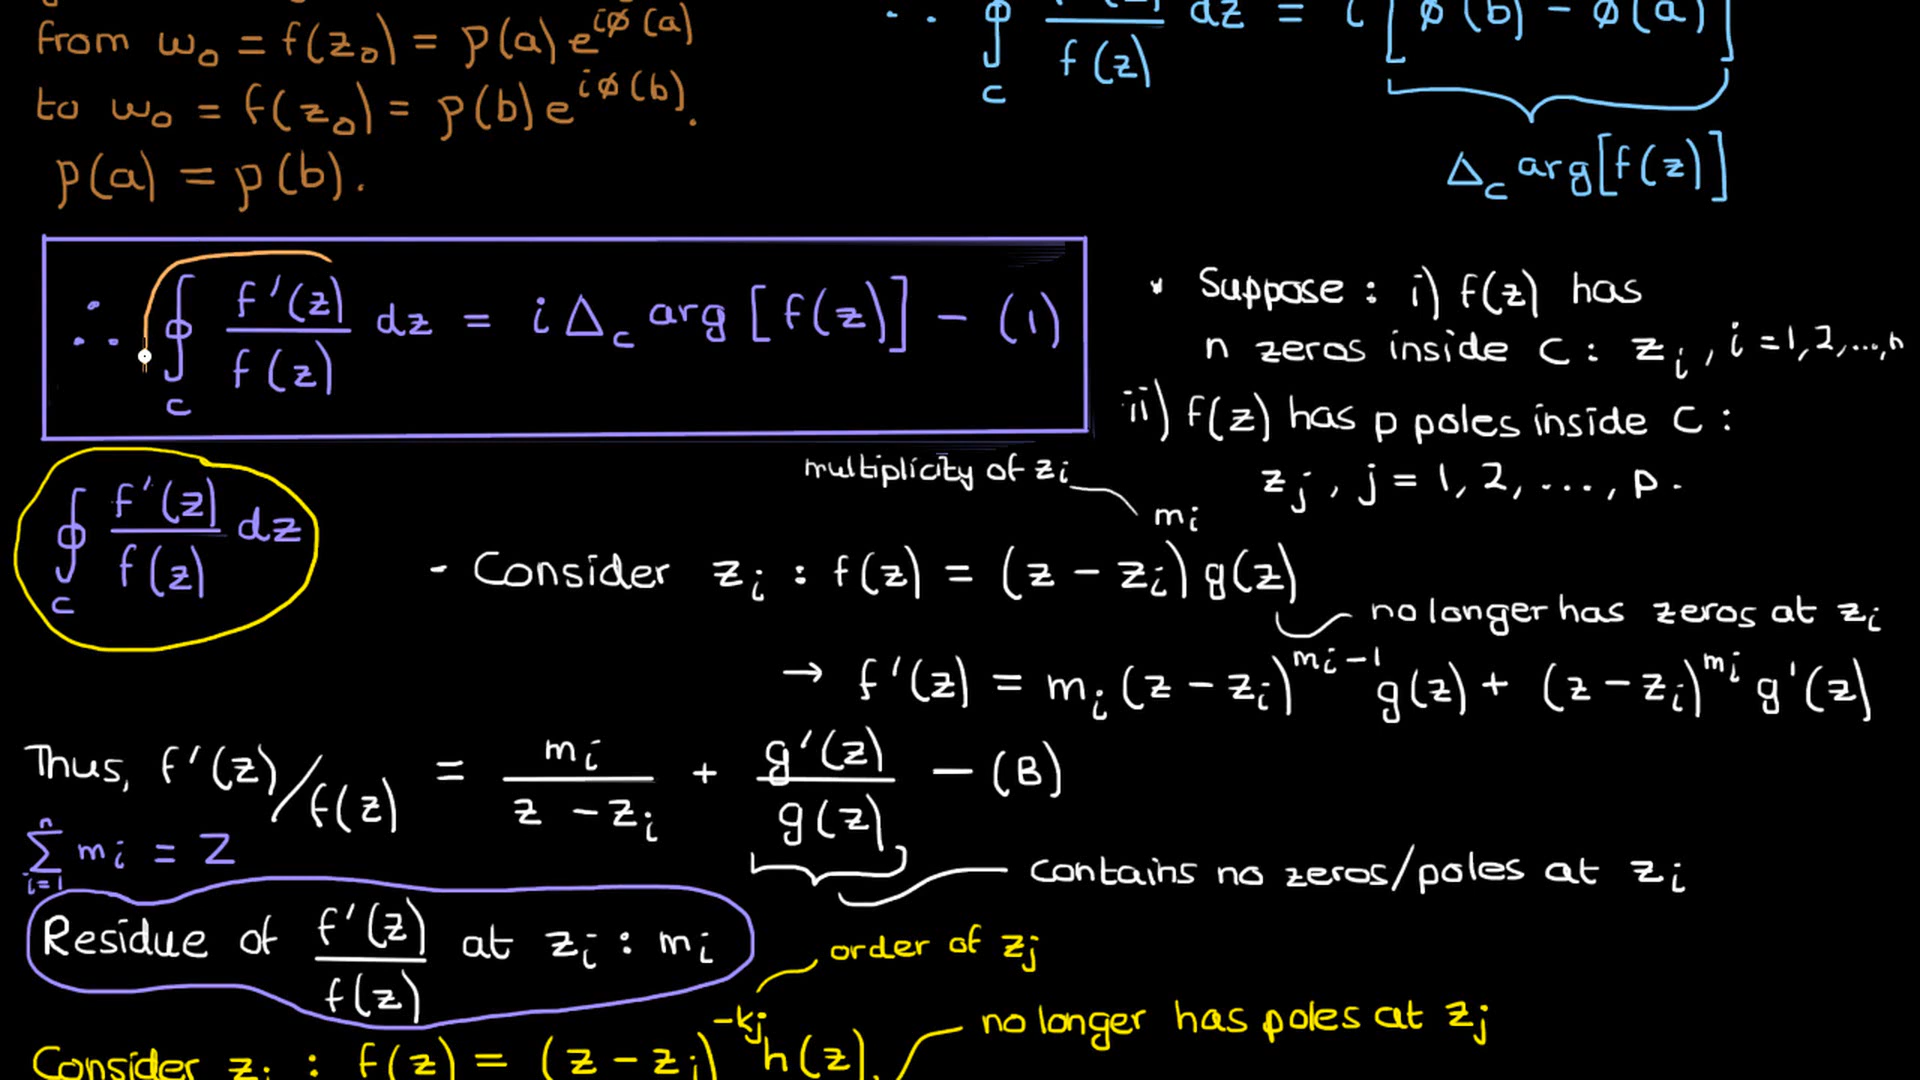 from w₀ = f(z₀) = ρ(a) e^{iø(a)}
to w₀ = f(z₀) = ρ(b) e^{iø(b)}.
ρ(a) = ρ(b).
∴ ∮_c f(z) dz = i [ø(b) - ø(a)]
Δ_c arg[f(z)]
∴ ∮_c f'(z)/f(z) dz = i Δ_c arg [f(z)] - (1)
Suppose : i) f(z) has
n zeros inside C : z_i , i = 1, 2, ..., n
ii) f(z) has p poles inside C :
z_j , j = 1, 2, ..., p.
∮_c f'(z)/f(z) dz
multiplicity of z_i
- Consider z_i : f(z) = (z - z_i)^{m_i} g(z)
no longer has zeros at z_i
→ f'(z) = m_i (z - z_i)^{m_i - 1} g(z) + (z - z_i)^{m_i} g'(z)
Thus, f'(z)/f(z) = m_i/(z - z_i) + g'(z)/g(z) - (B)
∑_{i=1}^{n} m_i = Z
contains no zeros/poles at z_i
Residue of f'(z)/f(z) at z_i : m_i
order of z_j
Consider z_j : f(z) = (z - z_j)^{-k_j} h(z).
no longer has poles at z_j